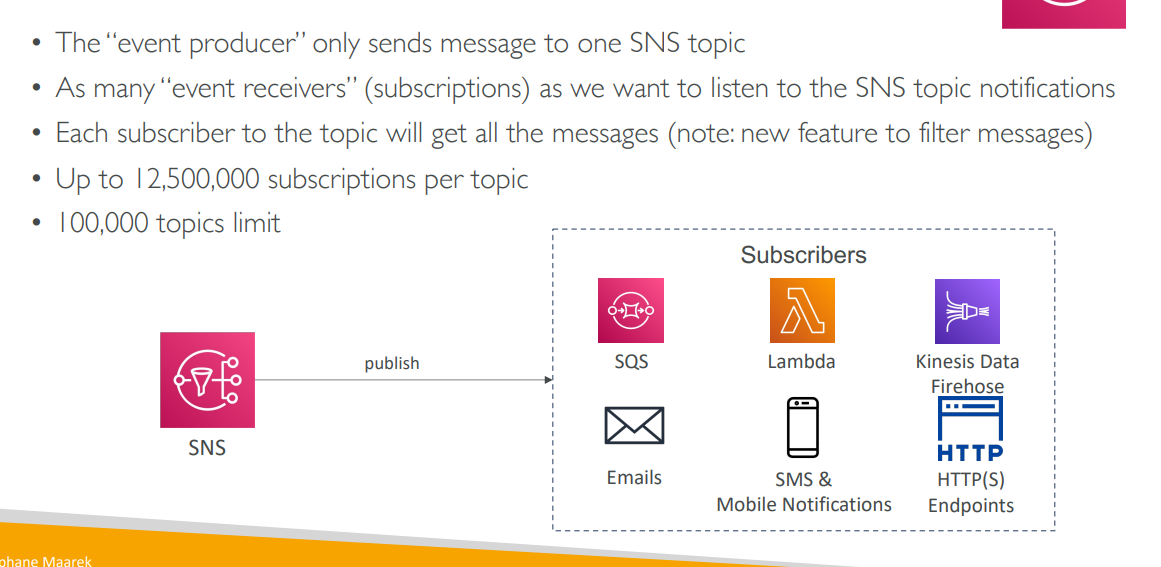 • The “event producer” only sends message to one SNS topic
• As many “event receivers” (subscriptions) as we want to listen to the SNS topic notifications
• Each subscriber to the topic will get all the messages (note: new feature to filter messages)
• Up to 12,500,000 subscriptions per topic
• 100,000 topics limit
Subscribers
SQS
Lambda
Kinesis Data
Firehose
publish
SNS
HTTP
Emails
SMS &
Mobile Notifications
HTTP(S)
Endpoints
phane Maarek